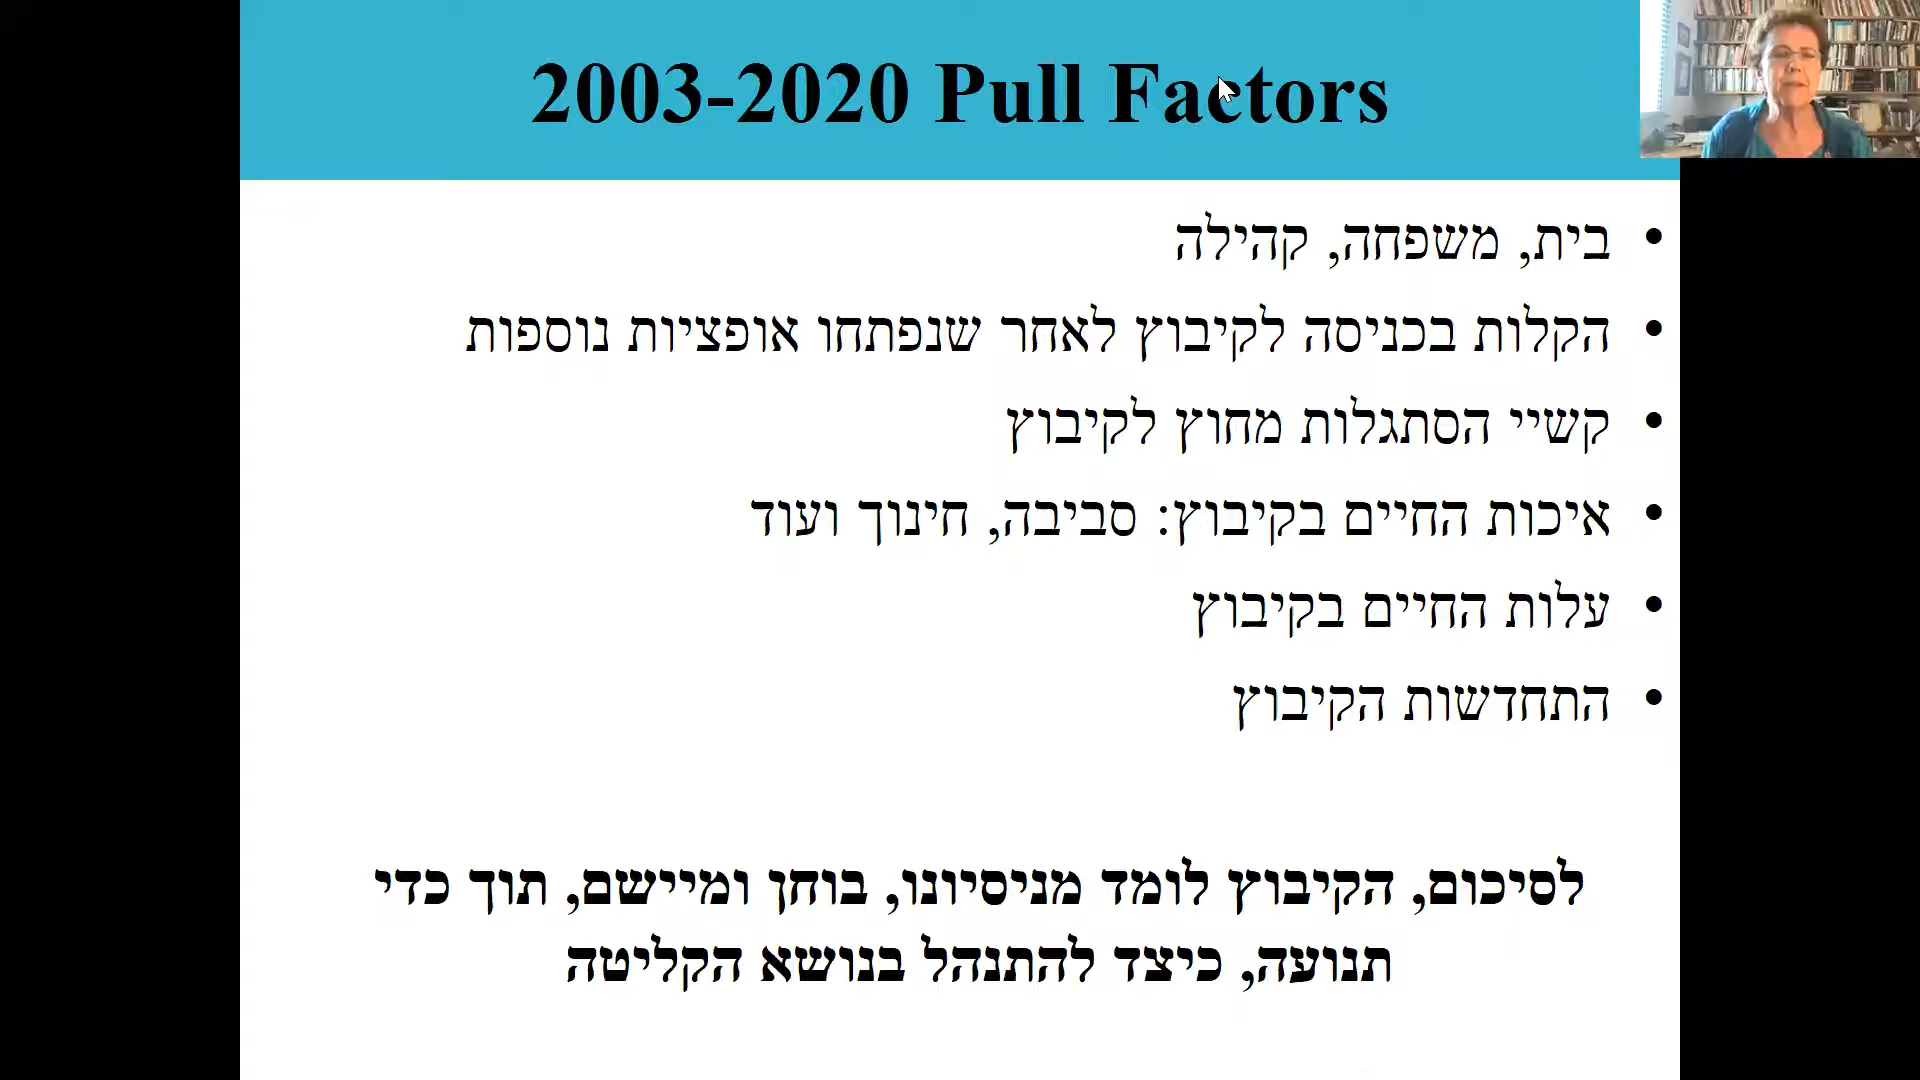 2003-2020 Pull Factors
• בית, משפחה, קהילה
• הקלות בכניסה לקיבוץ לאחר שנפתחו אופציות נוספות
• קשיי הסתגלות מחוץ לקיבוץ
• איכות החיים בקיבוץ: סביבה, חינוך ועוד
• עלות החיים בקיבוץ
• התחדשות הקיבוץ
לסיכום, הקיבוץ לומד מניסיונו, בוחן ומיישם, תוך כדי
תנועה, כיצד להתנהל בנושא הקליטה